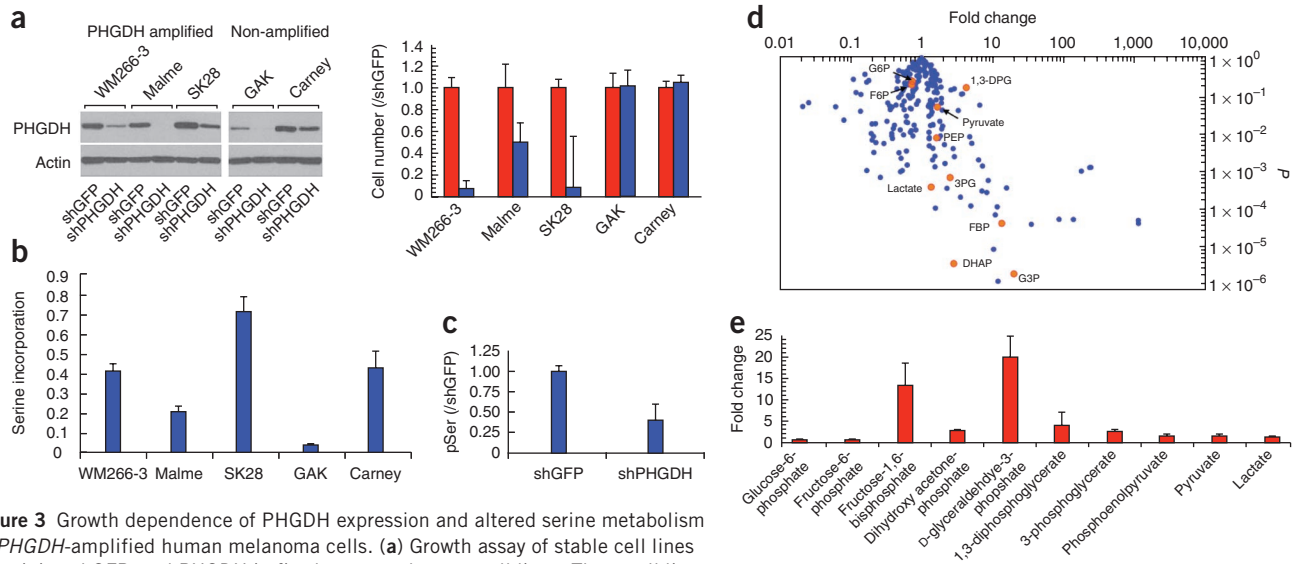 a
PHGDH amplified
Non-amplified
WM266-3
Malme
SK28
GAK
Carney
PHGDH
Actin
shGFP
shPHGDH
shGFP
shPHGDH
shGFP
shPHGDH
shGFP
shPHGDH
shGFP
shPHGDH
Cell number (/shGFP)
1.4
1.2
1.0
0.8
0.6
0.4
0.2
0
WM266-3
Malme
SK28
GAK
Carney
b
Serine incorporation
0.9
0.8
0.7
0.6
0.5
0.4
0.3
0.2
0.1
0
WM266-3
Malme
SK28
GAK
Carney
c
pSer (/shGFP)
1.25
1.00
0.75
0.50
0.25
0
shGFP
shPHGDH
d
Fold change
0.01
0.1
1
10
100
1,000
10,000
1 × 10⁰
1 × 10⁻¹
1 × 10⁻²
1 × 10⁻³
1 × 10⁻⁴
1 × 10⁻⁵
1 × 10⁻⁶
P
G6P
F6P
1,3-DPG
Pyruvate
PEP
3PG
Lactate
FBP
DHAP
G3P
e
Fold change
25
20
15
10
5
0
Glucose-6-
phosphate
Fructose-6-
phosphate
Fructose-1,6-
bisphosphate
Dihydroxy acetone-
phosphate
D-glyceraldehdye-3-
phopshate
1,3-diphosphoglycerate
3-phosphoglycerate
Phosphoenolpyruvate
Pyruvate
Lactate
ure 3 Growth dependence of PHGDH expression and altered serine metabolism
PHGDH-amplified human melanoma cells. (a) Growth assay of stable cell lines